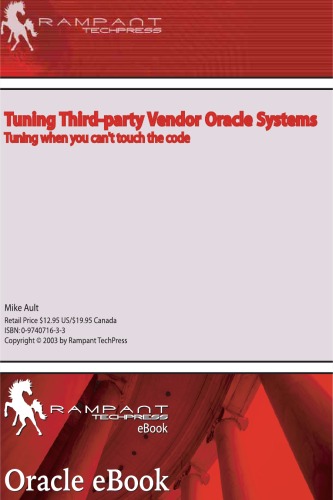 RAMPANT
TECHPRESS
Tuning Third-party Vendor Oracle Systems
Tuning when you can't touch the code
Mike Ault
Retail Price $12.95 US/$19.95 Canada
ISBN: 0-9740716-3-3
Copyright © 2003 by Rampant TechPress
RAMPANT
TECHPRESS
eBook
Oracle eBook